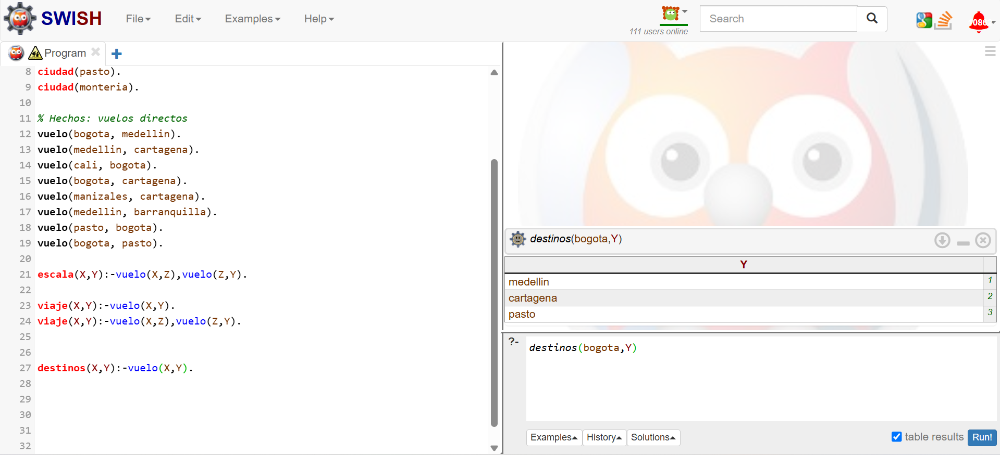 SWISH File Edit Examples Help 111 users online Search
Program
8 ciudad(pasto).
9 ciudad(monteria).
10
11 % Hechos: vuelos directos
12 vuelo(bogota, medellin).
13 vuelo(medellin, cartagena).
14 vuelo(cali, bogota).
15 vuelo(bogota, cartagena).
16 vuelo(manizales, cartagena).
17 vuelo(medellin, barranquilla).
18 vuelo(pasto, bogota).
19 vuelo(bogota, pasto).
20
21 escala(X,Y):-vuelo(X,Z),vuelo(Z,Y).
22
23 viaje(X,Y):-vuelo(X,Y).
24 viaje(X,Y):-vuelo(X,Z),vuelo(Z,Y).
25
26
27 destinos(X,Y):-vuelo(X,Y).
28
29
30
31
32
destinos(bogota,Y)
Y
medellin 1
cartagena 2
pasto 3
?- destinos(bogota,Y)
Examples History Solutions table results Run!